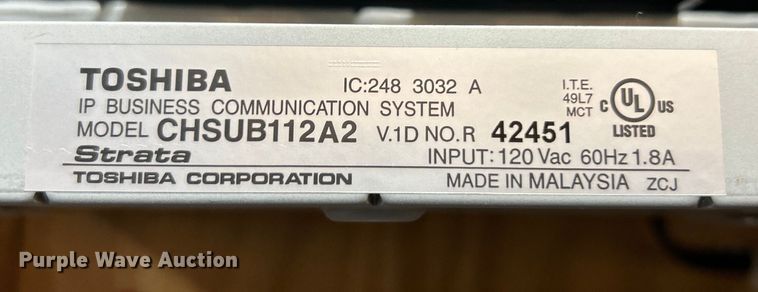 TOSHIBA IC:248 3032 A
IP BUSINESS COMMUNICATION SYSTEM
MODEL CHSUB112A2 V.1D NO.R 42451
Strata INPUT:120 Vac 60Hz 1.8A
TOSHIBA CORPORATION MADE IN MALAYSIA ZCJ
I.T.E.
49L7
MCT
C UL US
LISTED
Purple Wave Auction